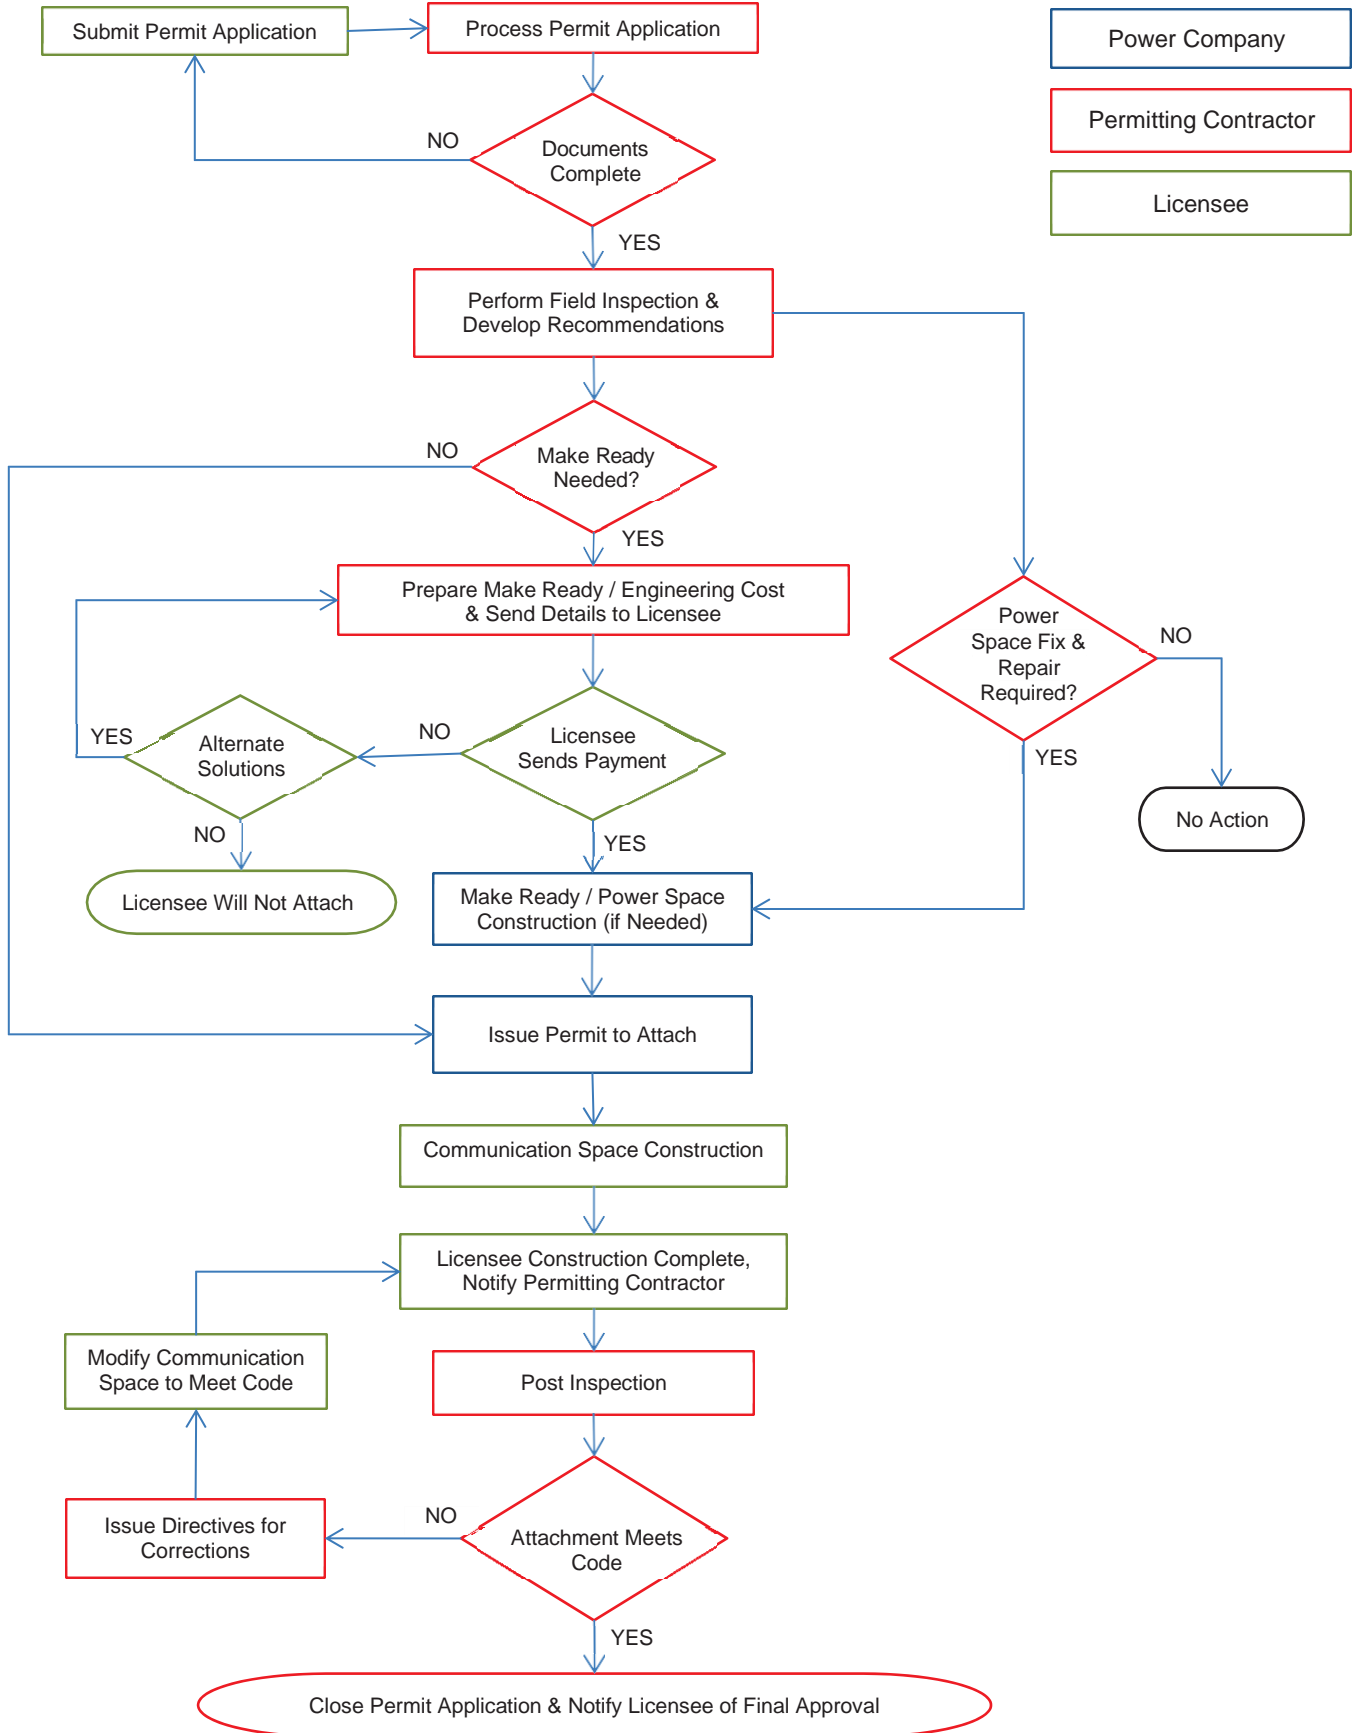 Submit Permit Application
Process Permit Application
Power Company
Permitting Contractor
Licensee
NO
Documents
Complete
YES
Perform Field Inspection &
Develop Recommendations
NO
Make Ready
Needed?
YES
Prepare Make Ready / Engineering Cost
& Send Details to Licensee
Power
Space Fix &
Repair
Required?
NO
YES
No Action
YES
Alternate
Solutions
NO
Licensee
Sends Payment
NO
YES
Licensee Will Not Attach
Make Ready / Power Space
Construction (if Needed)
Issue Permit to Attach
Communication Space Construction
Licensee Construction Complete,
Notify Permitting Contractor
Modify Communication
Space to Meet Code
Post Inspection
Issue Directives for
Corrections
NO
Attachment Meets
Code
YES
Close Permit Application & Notify Licensee of Final Approval